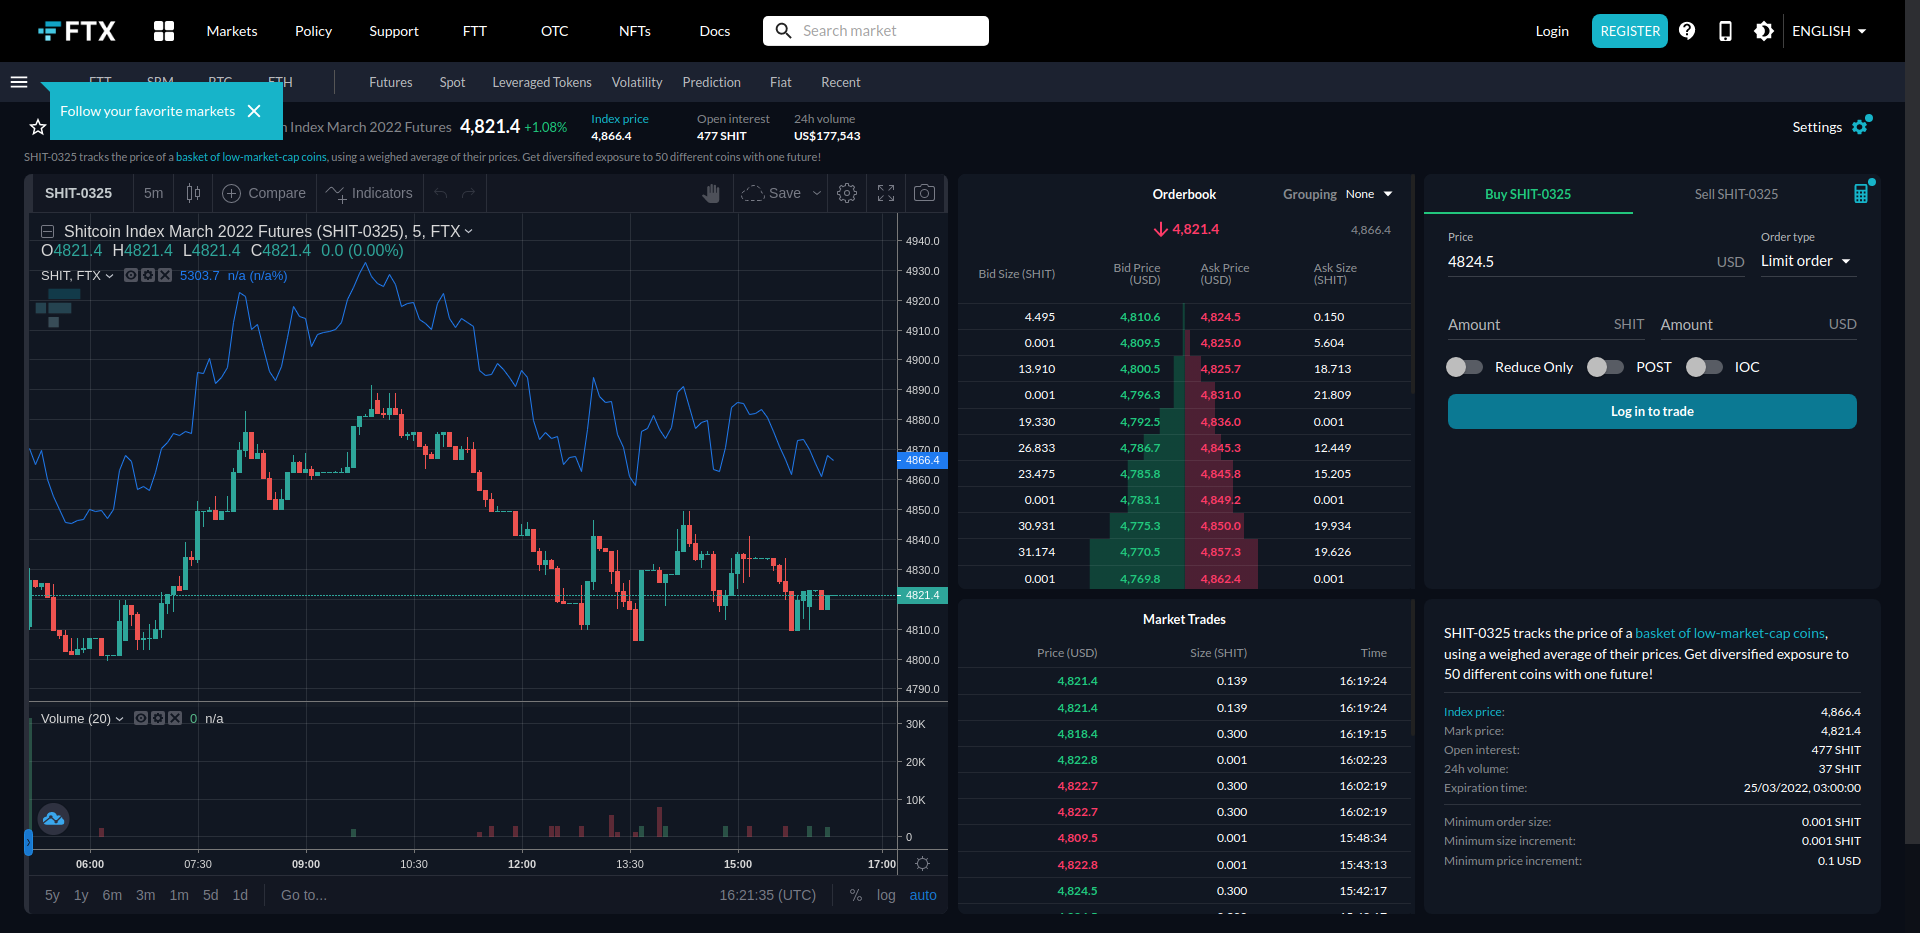 FTX Markets Policy Support FTT OTC NFTs Docs Search market Login REGISTER ENGLISH
FTT SRM BTC ETH Futures Spot Leveraged Tokens Volatility Prediction Fiat Recent
Follow your favorite markets
Index March 2022 Futures 4,821.4 +1.08%
Index price
4,866.4
Open interest
477 SHIT
24h volume
US$177,543
Settings
SHIT-0325 tracks the price of a basket of low-market-cap coins, using a weighed average of their prices. Get diversified exposure to 50 different coins with one future!
SHIT-0325 5m Compare Indicators Save
Shitcoin Index March 2022 Futures (SHIT-0325), 5, FTX
O4821.4 H4821.4 L4821.4 C4821.4 0.0 (0.00%)
SHIT, FTX 5303.7 n/a (n/a%)
4940.0
4930.0
4920.0
4910.0
4900.0
4890.0
4880.0
4870.0
4866.4
4860.0
4850.0
4840.0
4830.0
4821.4
4810.0
4800.0
4790.0
Volume (20) 0 n/a
30K
20K
10K
0
06:00 07:30 09:00 10:30 12:00 13:30 15:00 17:00
5y 1y 6m 3m 1m 5d 1d Go to... 16:21:35 (UTC) % log auto
Orderbook Grouping None
4,821.4 4,866.4
Bid Size (SHIT) Bid Price (USD) Ask Price (USD) Ask Size (SHIT)
4.495 4,810.6 4,824.5 0.150
0.001 4,809.5 4,825.0 5.604
13.910 4,800.5 4,825.7 18.713
0.001 4,796.3 4,831.0 21.809
19.330 4,792.5 4,836.0 0.001
26.833 4,786.7 4,845.3 12.449
23.475 4,785.8 4,845.8 15.205
0.001 4,783.1 4,849.2 0.001
30.931 4,775.3 4,850.0 19.934
31.174 4,770.5 4,857.3 19.626
0.001 4,769.8 4,862.4 0.001
Market Trades
Price (USD) Size (SHIT) Time
4,821.4 0.139 16:19:24
4,821.4 0.139 16:19:24
4,818.4 0.300 16:19:15
4,822.8 0.001 16:02:23
4,822.7 0.300 16:02:19
4,822.7 0.300 16:02:19
4,809.5 0.001 15:48:34
4,822.8 0.001 15:43:13
4,824.5 0.300 15:42:17
Buy SHIT-0325 Sell SHIT-0325
Price Order type
4824.5 USD Limit order
Amount SHIT Amount USD
Reduce Only POST IOC
Log in to trade
SHIT-0325 tracks the price of a basket of low-market-cap coins,
using a weighed average of their prices. Get diversified exposure to
50 different coins with one future!
Index price: 4,866.4
Mark price: 4,821.4
Open interest: 477 SHIT
24h volume: 37 SHIT
Expiration time: 25/03/2022, 03:00:00
Minimum order size: 0.001 SHIT
Minimum size increment: 0.001 SHIT
Minimum price increment: 0.1 USD